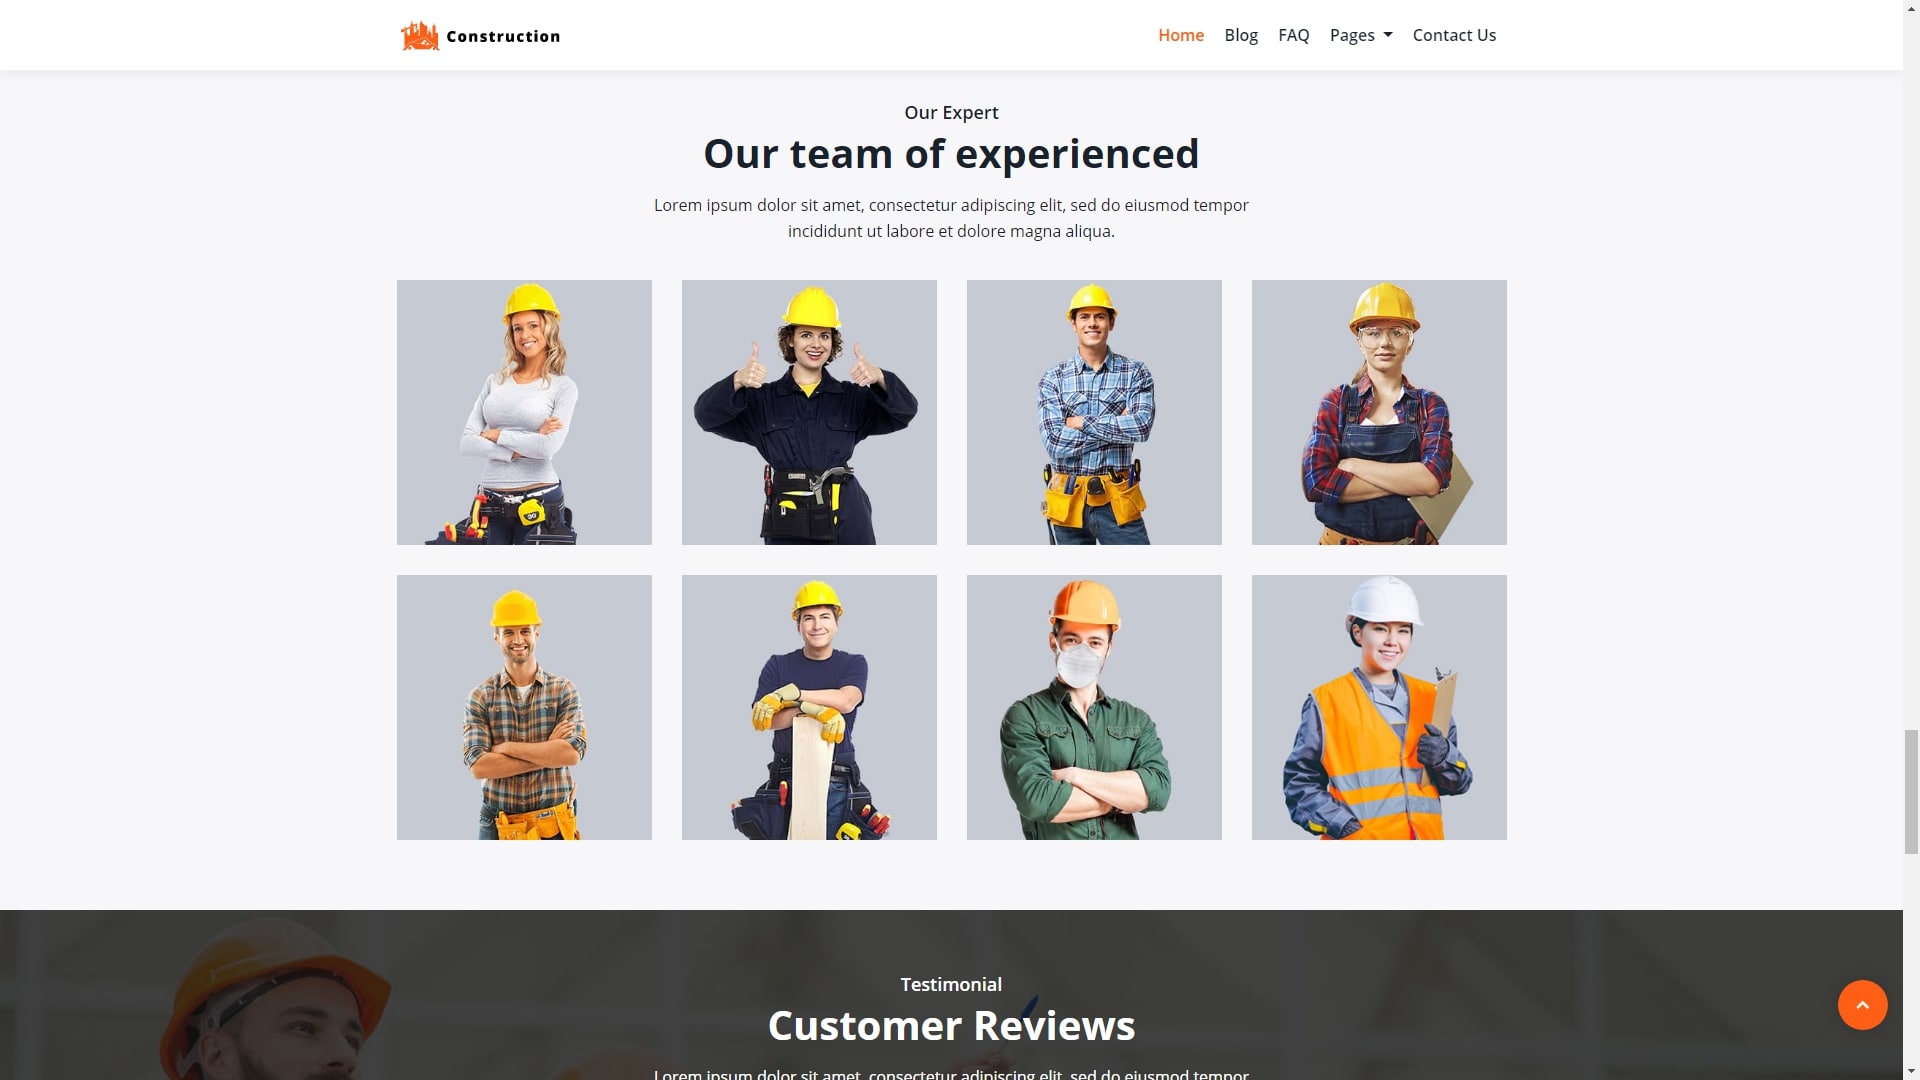 Construction
Home Blog FAQ Pages Contact Us
Our Expert
Our team of experienced
Lorem ipsum dolor sit amet, consectetur adipiscing elit, sed do eiusmod tempor
incididunt ut labore et dolore magna aliqua.
Testimonial
Customer Reviews
Lorem ipsum dolor sit amet, consectetur adipiscing elit, sed do eiusmod tempor